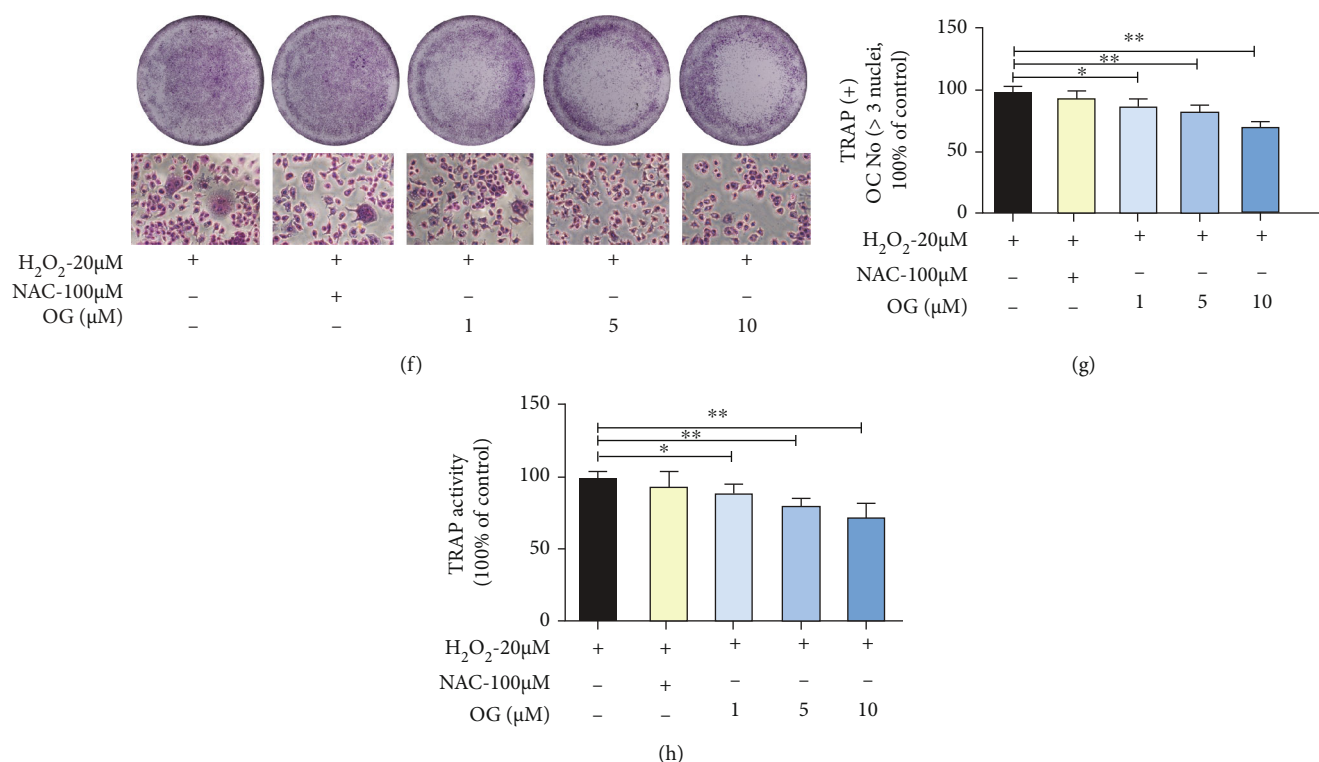 H2O2-20μM + + + + +
NAC-100μM – + – – –
OG (μM) – – 1 5 10
(f)
150
100
50
0
TRAP (+)
OC No (> 3 nuclei,
100% of control)
**
**
*
H2O2-20μM + + + + +
NAC-100μM – + – – –
OG (μM) – – 1 5 10
(g)
150
100
50
0
TRAP activity
(100% of control)
**
**
*
H2O2-20μM + + + + +
NAC-100μM – + – – –
OG (μM) – – 1 5 10
(h)